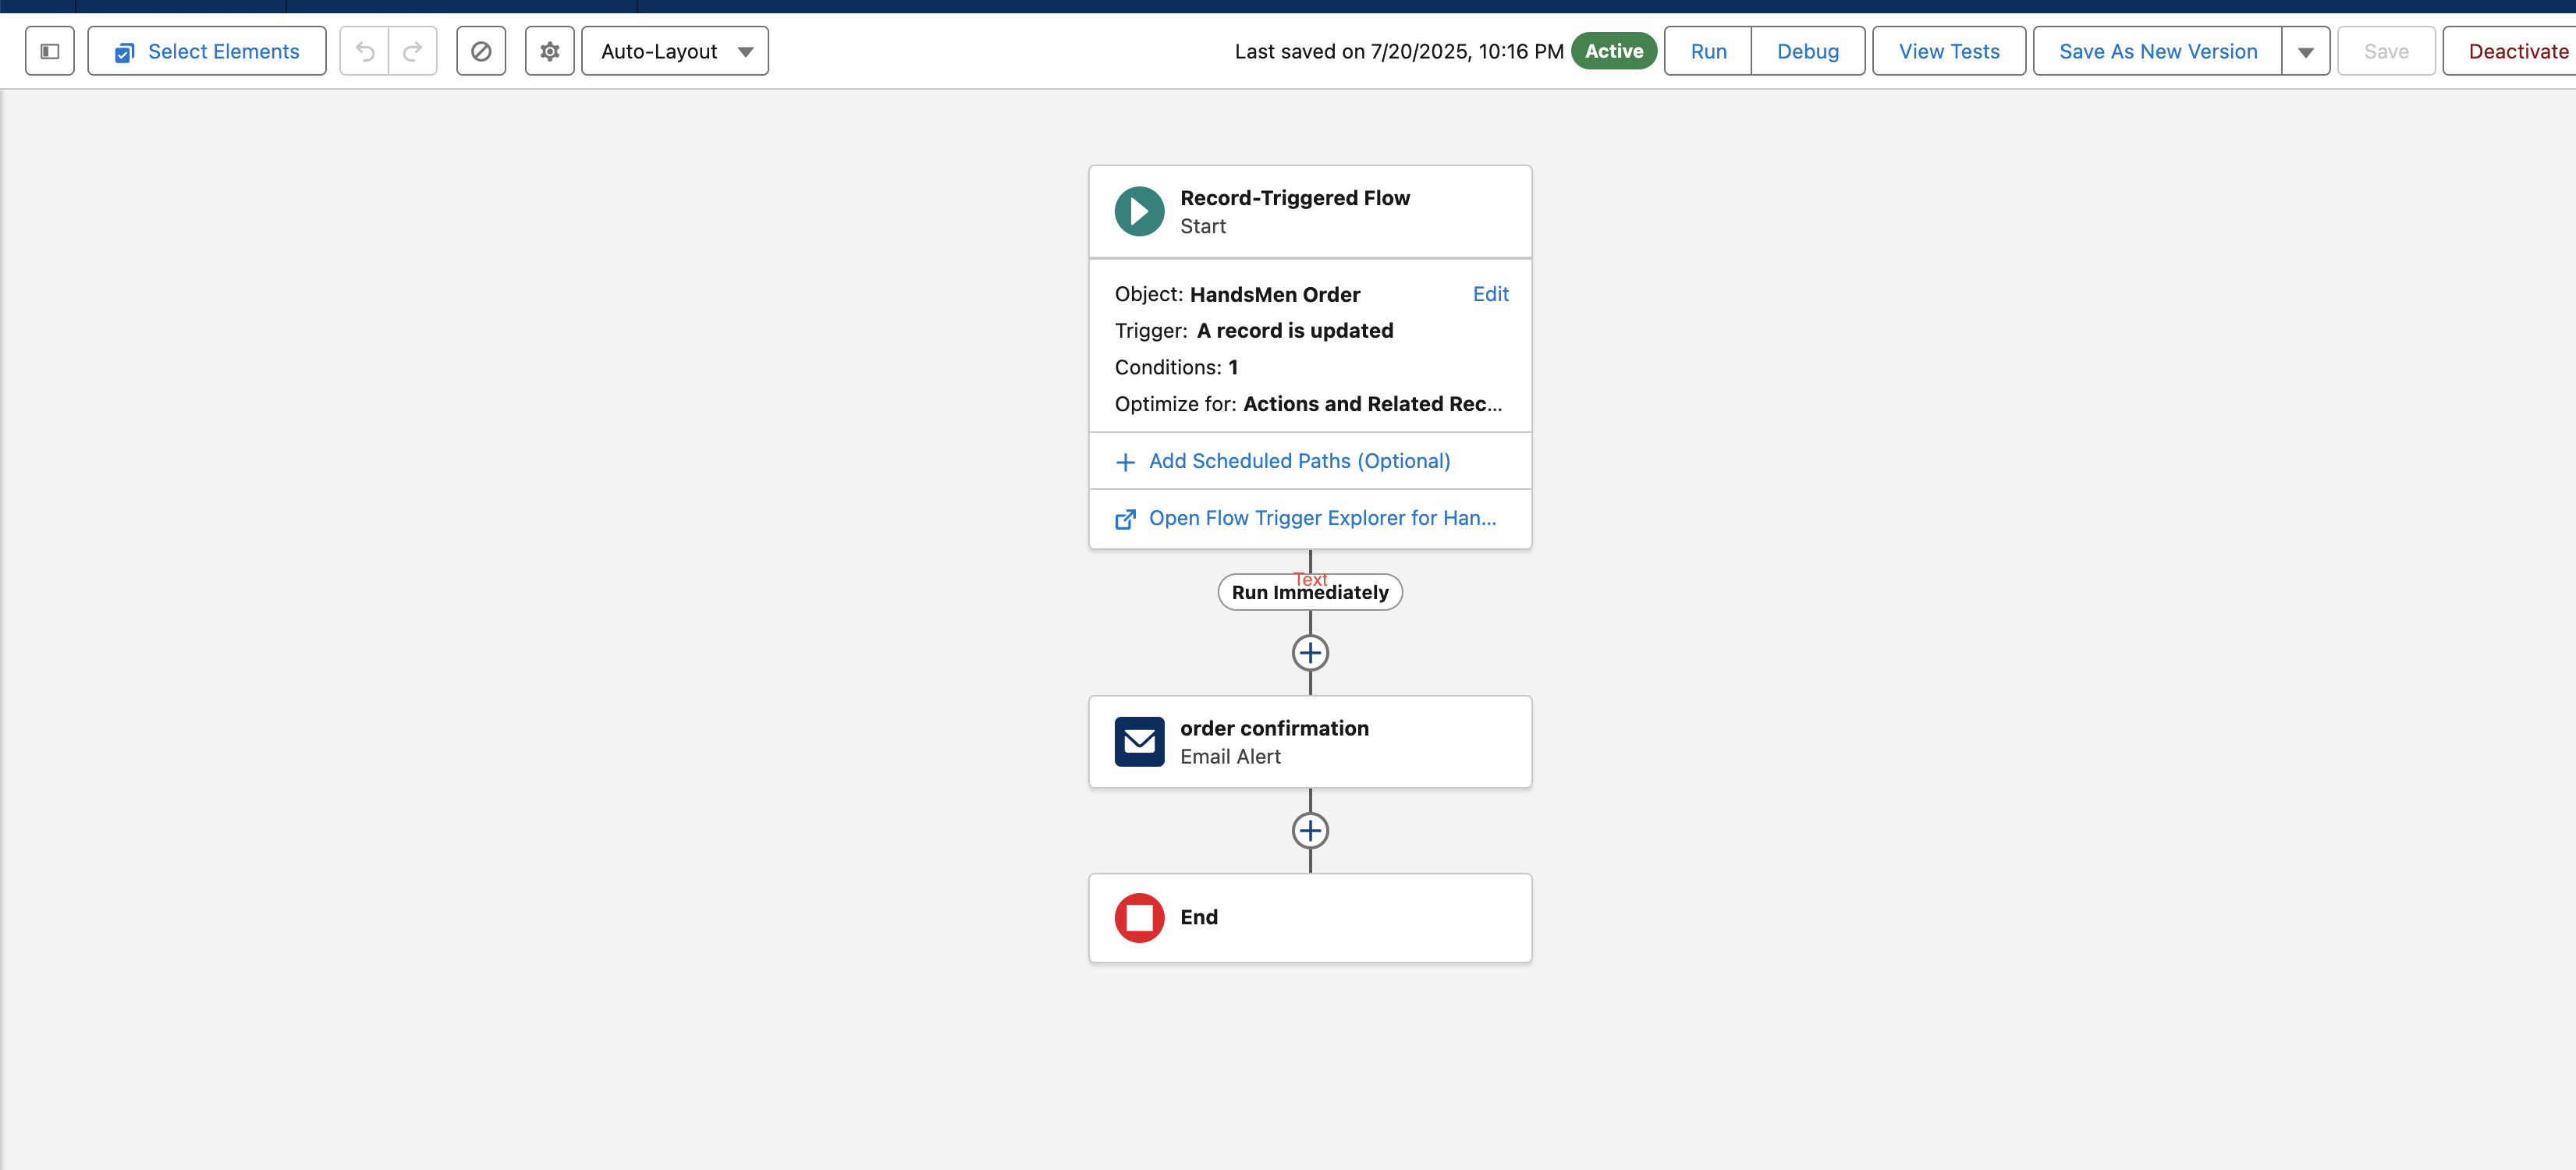 Select Elements
Auto-Layout
Last saved on 7/20/2025, 10:16 PM
Active
Run
Debug
View Tests
Save As New Version
Save
Deactivate
Record-Triggered Flow
Start
Object: HandsMen Order
Edit
Trigger: A record is updated
Conditions: 1
Optimize for: Actions and Related Rec...
Add Scheduled Paths (Optional)
Open Flow Trigger Explorer for Han...
Text
Run Immediately
order confirmation
Email Alert
End